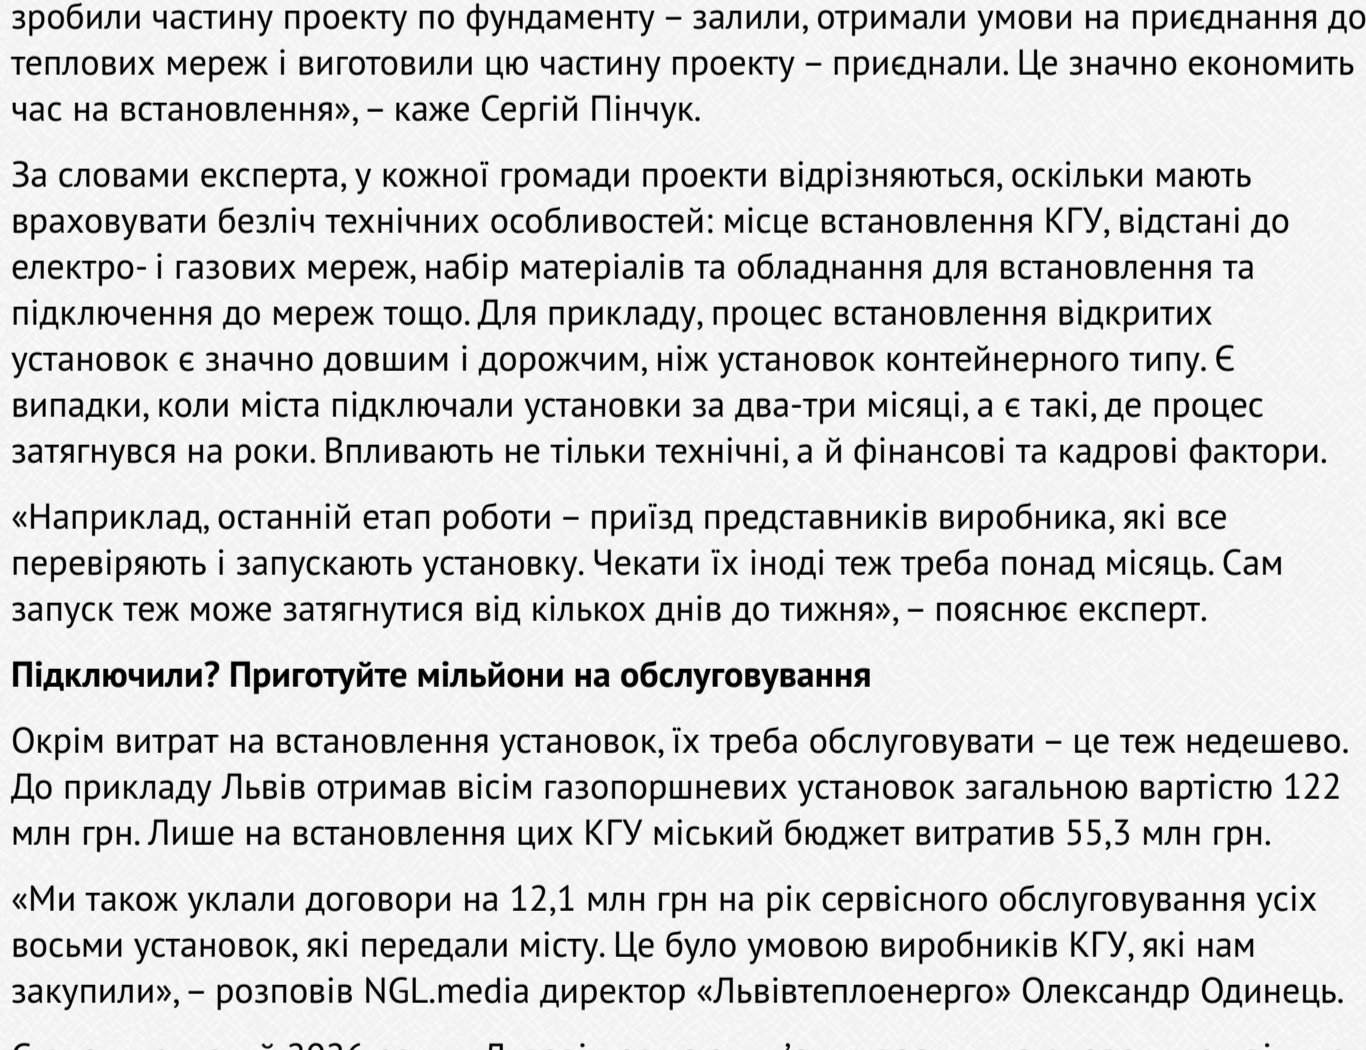 зробили частину проекту по фундаменту – залили, отримали умови на приєднання до
теплових мереж і виготовили цю частину проекту – приєднали. Це значно економить
час на встановлення», – каже Сергій Пінчук.
За словами експерта, у кожної громади проекти відрізняються, оскільки мають
враховувати безліч технічних особливостей: місце встановлення КГУ, відстані до
електро- і газових мереж, набір матеріалів та обладнання для встановлення та
підключення до мереж тощо. Для прикладу, процес встановлення відкритих
установок є значно довшим і дорожчим, ніж установок контейнерного типу. Є
випадки, коли міста підключали установки за два-три місяці, а є такі, де процес
затягнувся на роки. Впливають не тільки технічні, а й фінансові та кадрові фактори.
«Наприклад, останній етап роботи – приїзд представників виробника, які все
перевіряють і запускають установку. Чекати їх іноді теж треба понад місяць. Сам
запуск теж може затягнутися від кількох днів до тижня», – пояснює експерт.
Підключили? Приготуйте мільйони на обслуговування
Окрім витрат на встановлення установок, їх треба обслуговувати – це теж недешево.
До прикладу Львів отримав вісім газопоршневих установок загальною вартістю 122
млн грн. Лише на встановлення цих КГУ міський бюджет витратив 55,3 млн грн.
«Ми також уклали договори на 12,1 млн грн на рік сервісного обслуговування усіх
восьми установок, які передали місту. Це було умовою виробників КГУ, які нам
закупили», – розповів NGL.media директор «Львівтеплоенерго» Олександр Одинець.